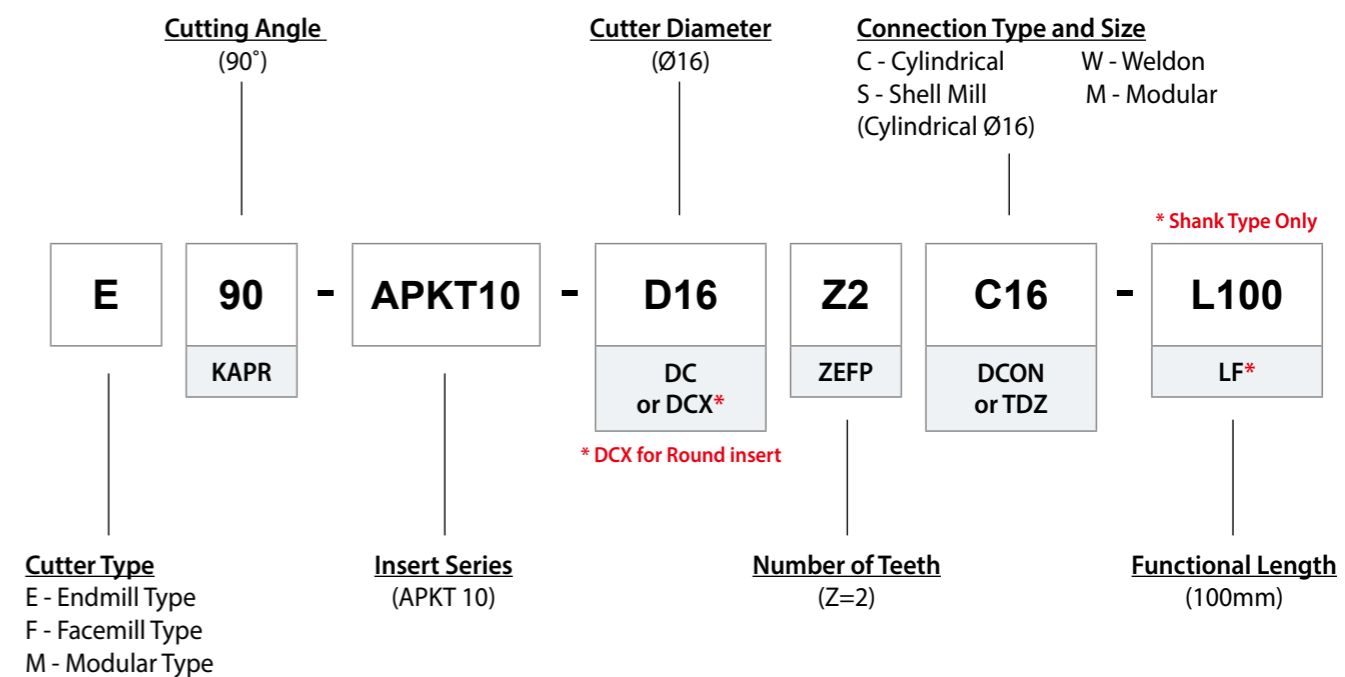 Cutting Angle
(90˚)
Cutter Diameter
(Ø16)
Connection Type and Size
C - Cylindrical W - Weldon
S - Shell Mill M - Modular
(Cylindrical Ø16)
* Shank Type Only
E 90 - APKT10 - D16 Z2 C16 - L100
KAPR
DC
or DCX*
ZEFP
DCON
or TDZ
LF*
* DCX for Round insert
Cutter Type
E - Endmill Type
F - Facemill Type
M - Modular Type
Insert Series
(APKT 10)
Number of Teeth
(Z=2)
Functional Length
(100mm)